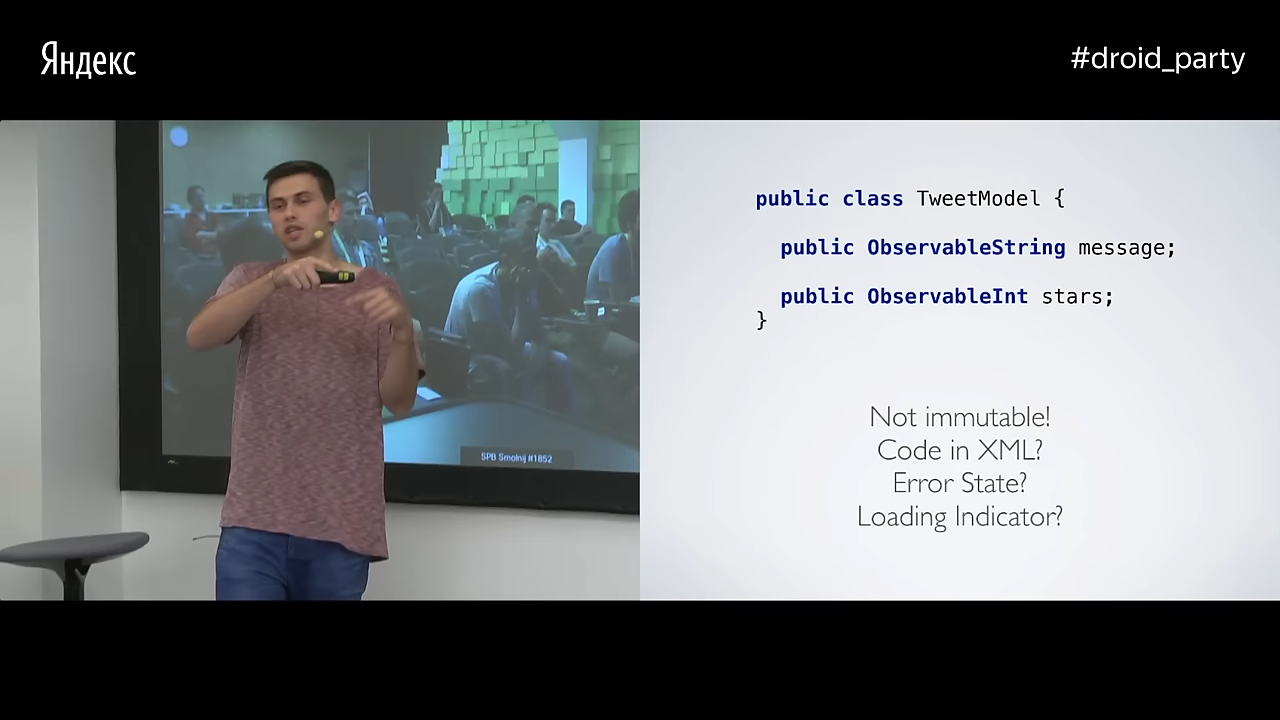 Яндекс
#droid_party
SPB Smolnij #1852
public class TweetModel {
public ObservableString message;
public ObservableInt stars;
}
Not immutable!
Code in XML?
Error State?
Loading Indicator?